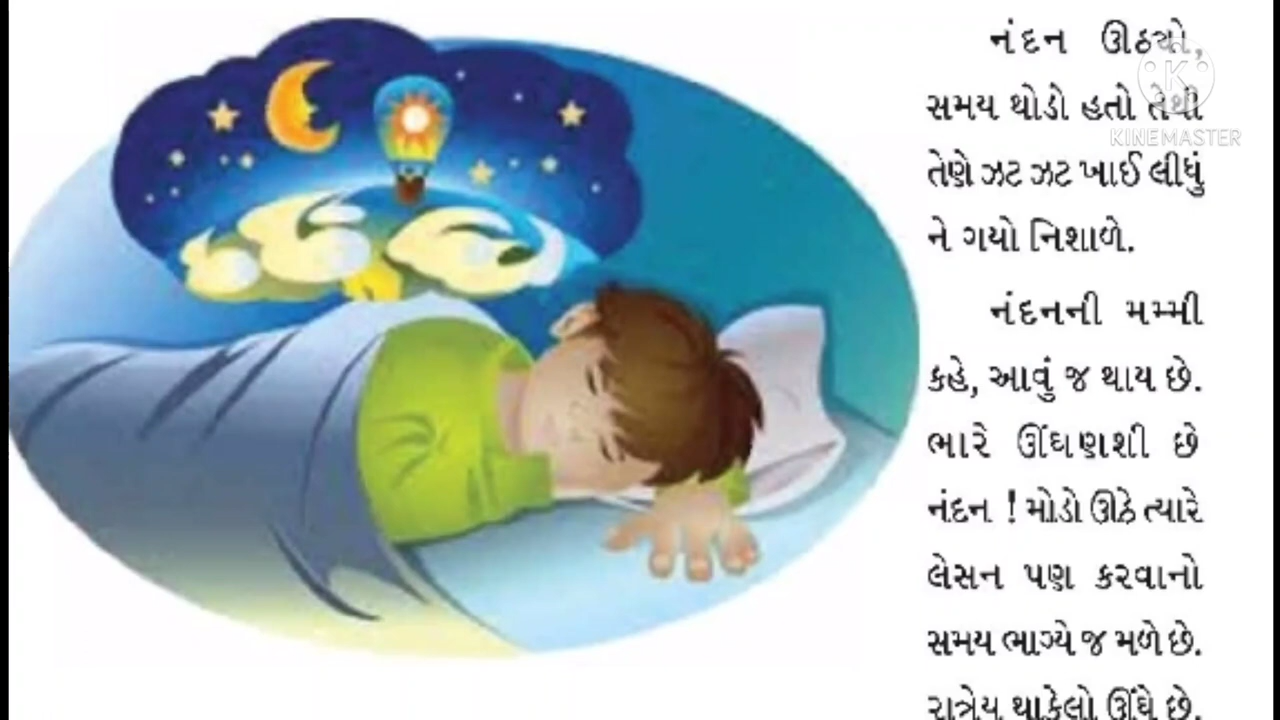 નંદન ઊઠ્યો,
સમય થોડો હતો તેથી
તેણે ઝટ ઝટ ખાઈ લીધું
ને ગયો નિશાળે.
નંદનની મમ્મી
કહે, આવું જ થાય છે.
ભારે ઊંઘણશી છે
નંદન ! મોડો ઊઠે ત્યારે
લેસન પણ કરવાનો
સમય ભાગ્યે જ મળે છે.
રાત્રેય થાકેલો ઊંઘે છે.
K
KINEMASTER